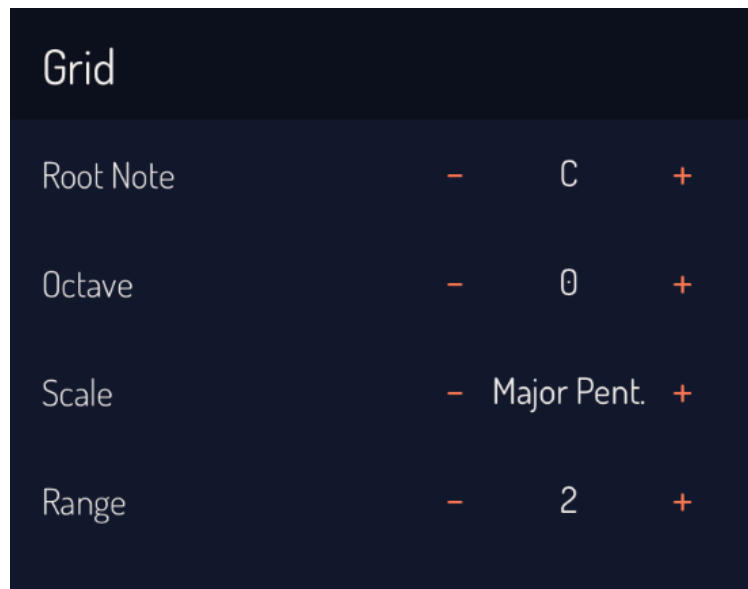 Grid
Root Note - C +
Octave - 0 +
Scale - Major Pent. +
Range - 2 +